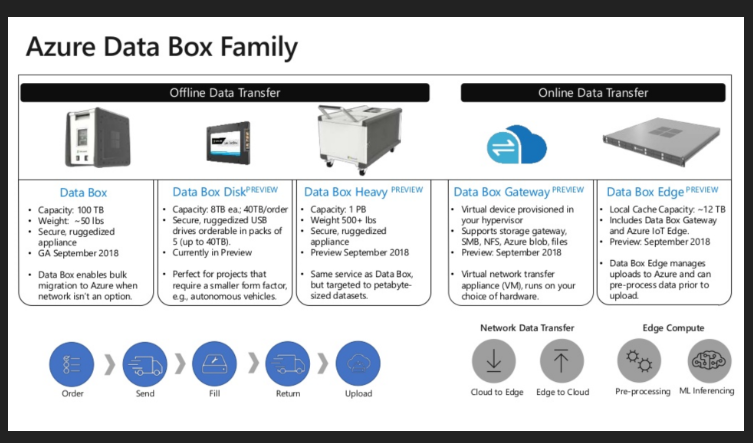 Azure Data Box Family
Offline Data Transfer
Online Data Transfer
Data Box
• Capacity: 100 TB
• Weight: ~50 lbs
• Secure, ruggedized
appliance
• GA September 2018
• Data Box enables bulk
migration to Azure when
network isn't an option.
Data Box Disk PREVIEW
• Capacity: 8TB ea.; 40TB/order
• Secure, ruggedized USB
drives orderable in packs of
5 (up to 40TB).
• Currently in Preview
• Perfect for projects that
require a smaller form factor,
e.g., autonomous vehicles.
Data Box Heavy PREVIEW
• Capacity: 1 PB
• Weight 500+ lbs
• Secure, ruggedized
appliance
• Preview September 2018
• Same service as Data Box,
but targeted to petabyte-
sized datasets.
Data Box Gateway PREVIEW
• Virtual device provisioned in
your hypervisor
• Supports storage gateway,
SMB, NFS, Azure blob, files
• Preview: September 2018
• Virtual network transfer
appliance (VM), runs on your
choice of hardware.
Data Box Edge PREVIEW
• Local Cache Capacity: ~12 TB
• Includes Data Box Gateway
and Azure IoT Edge.
• Preview: September 2018
• Data Box Edge manages
uploads to Azure and can
pre-process data prior to
upload.
Order
Send
Fill
Return
Upload
Network Data Transfer
Cloud to Edge
Edge to Cloud
Edge Compute
Pre-processing
ML Inferencing